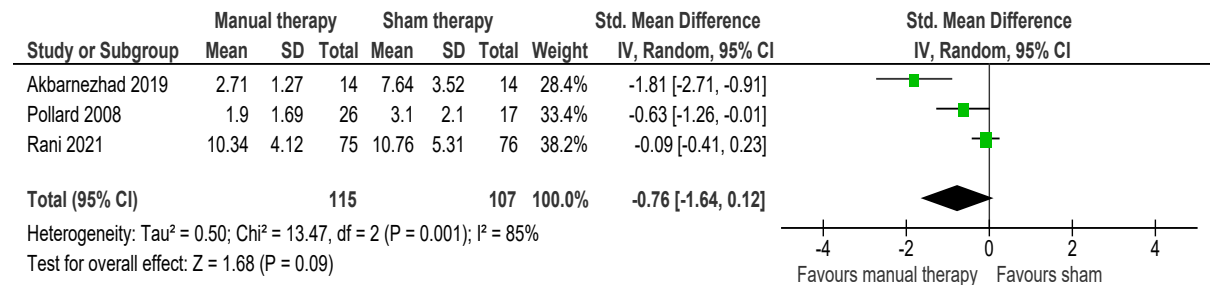 Manual therapy Sham therapy Std. Mean Difference Std. Mean Difference
Study or Subgroup Mean SD Total Mean SD Total Weight IV, Random, 95% CI IV, Random, 95% CI
Akbarnezhad 2019 2.71 1.27 14 7.64 3.52 14 28.4% -1.81 [-2.71, -0.91]
Pollard 2008 1.9 1.69 26 3.1 2.1 17 33.4% -0.63 [-1.26, -0.01]
Rani 2021 10.34 4.12 75 10.76 5.31 76 38.2% -0.09 [-0.41, 0.23]
Total (95% CI) 115 107 100.0% -0.76 [-1.64, 0.12]
Heterogeneity: Tau² = 0.50; Chi² = 13.47, df = 2 (P = 0.001); I² = 85%
Test for overall effect: Z = 1.68 (P = 0.09)
-4 -2 0 2 4
Favours manual therapy Favours sham